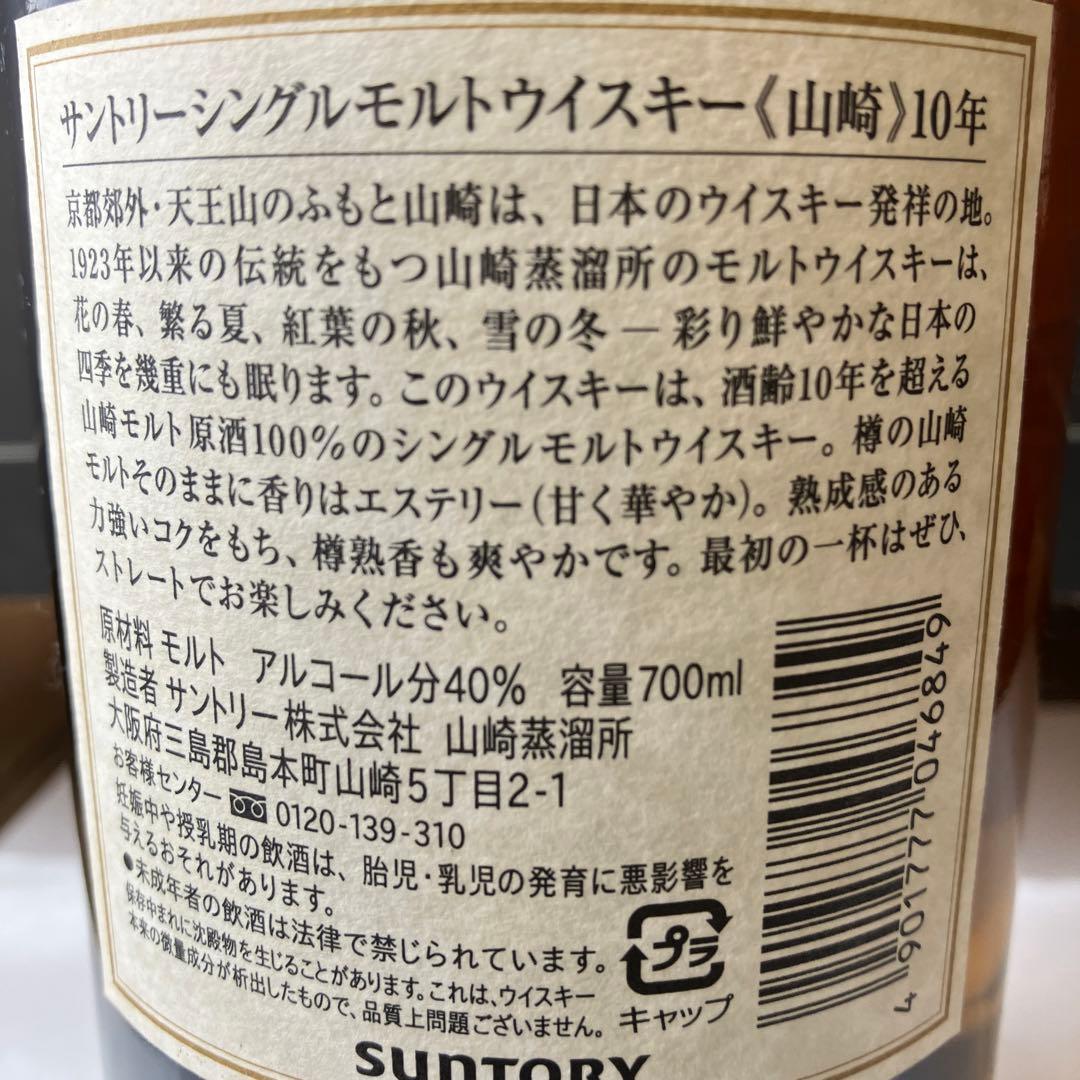 サントリーシングルモルトウイスキー《山崎》10年
京都郊外・天王山のふもと山崎は、日本のウイスキー発祥の地。
1923年以来の伝統をもつ山崎蒸溜所のモルトウイスキーは、
花の春、繁る夏、紅葉の秋、雪の冬 ― 彩り鮮やかな日本の
四季を幾重にも眠ります。このウイスキーは、酒齢10年を超える
山崎モルト原酒100%のシングルモルトウイスキー。樽の山崎
モルトそのままに香りはエステリー(甘く華やか)。熟成感のある
力強いコクをもち、樽熟香も爽やかです。最初の一杯はぜひ、
ストレートでお楽しみください。
原材料 モルト アルコール分40% 容量700ml
製造者 サントリー株式会社 山崎蒸溜所
大阪府三島郡島本町山崎5丁目2-1
お客様センター 0120-139-310
妊娠中や授乳期の飲酒は、胎児・乳児の発育に悪影響を
与えるおそれがあります。
●未成年者の飲酒は法律で禁じられています。
保存中まれに沈殿物を生じることがあります。これは、ウイスキー
本来の微量成分が析出したもので、品質上問題ございません。
プラ
キャップ
4901777046849
SUNTORY